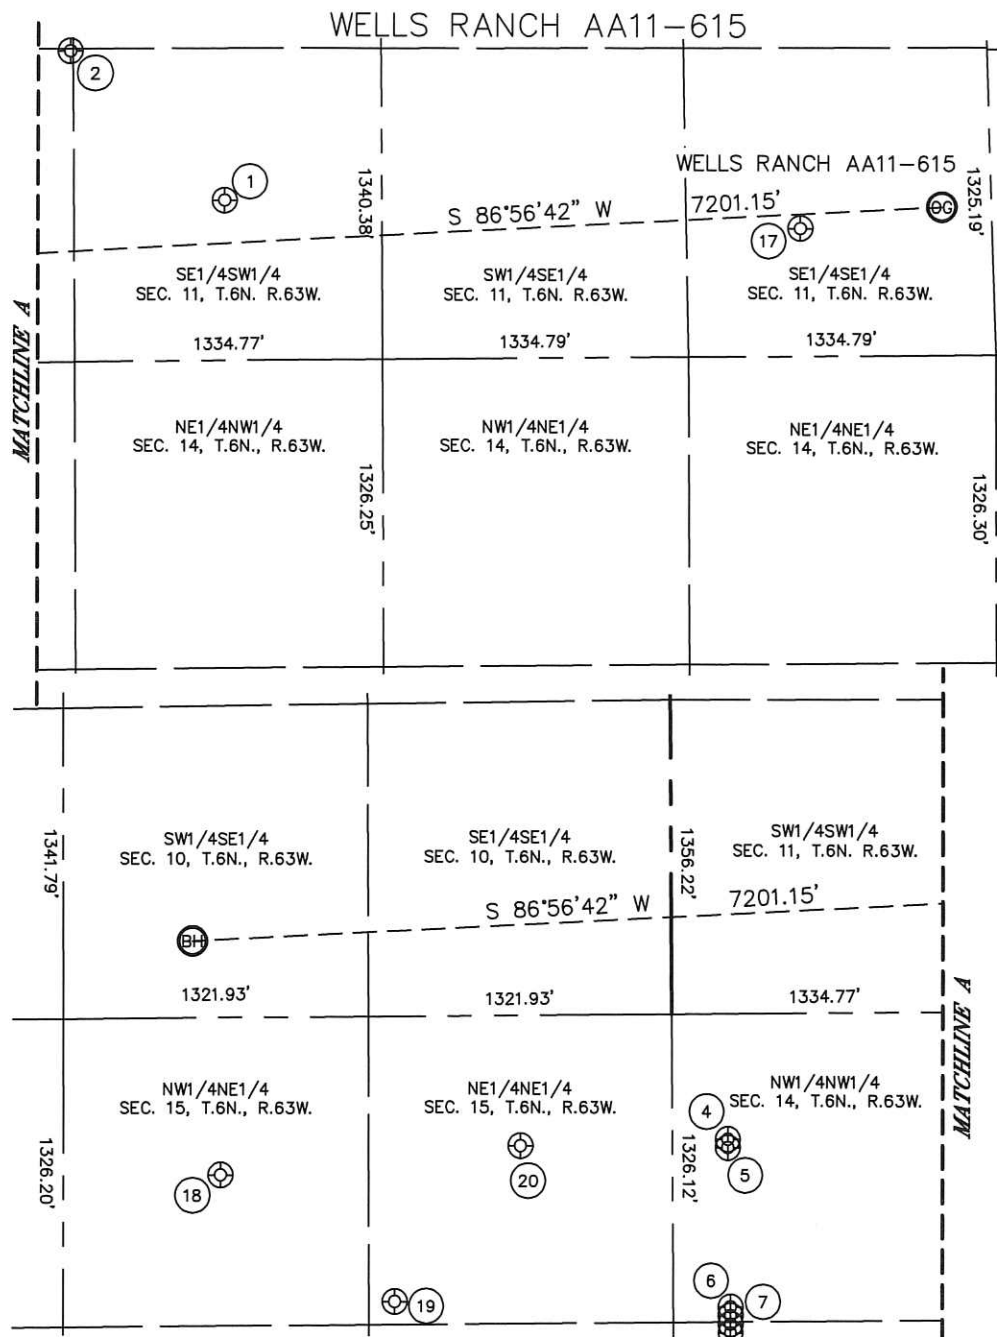 WELLS RANCH AA11-615
2
1
WELLS RANCH AA11-615
1340.38'
S 86°56'42" W
7201.15'
OG
1325.19'
17
SE1/4SW1/4
SEC. 11, T.6N. R.63W.
SW1/4SE1/4
SEC. 11, T.6N. R.63W.
SE1/4SE1/4
SEC. 11, T.6N. R.63W.
1334.77'
1334.79'
1334.79'
MATCHLINE A
NE1/4NW1/4
SEC. 14, T.6N., R.63W.
NW1/4NE1/4
SEC. 14, T.6N., R.63W.
NE1/4NE1/4
SEC. 14, T.6N., R.63W.
1326.25'
1326.30'
1341.79'
SW1/4SE1/4
SEC. 10, T.6N., R.63W.
SE1/4SE1/4
SEC. 10, T.6N., R.63W.
1356.22'
SW1/4SW1/4
SEC. 11, T.6N. R.63W.
S 86°56'42" W
7201.15'
BH
1321.93'
1321.93'
1334.77'
MATCHLINE A
NW1/4NE1/4
SEC. 15, T.6N., R.63W.
NE1/4NE1/4
SEC. 15, T.6N., R.63W.
NW1/4NW1/4
SEC. 14, T.6N., R.63W.
4
1326.20'
18
20
1326.12'
5
19
6
7